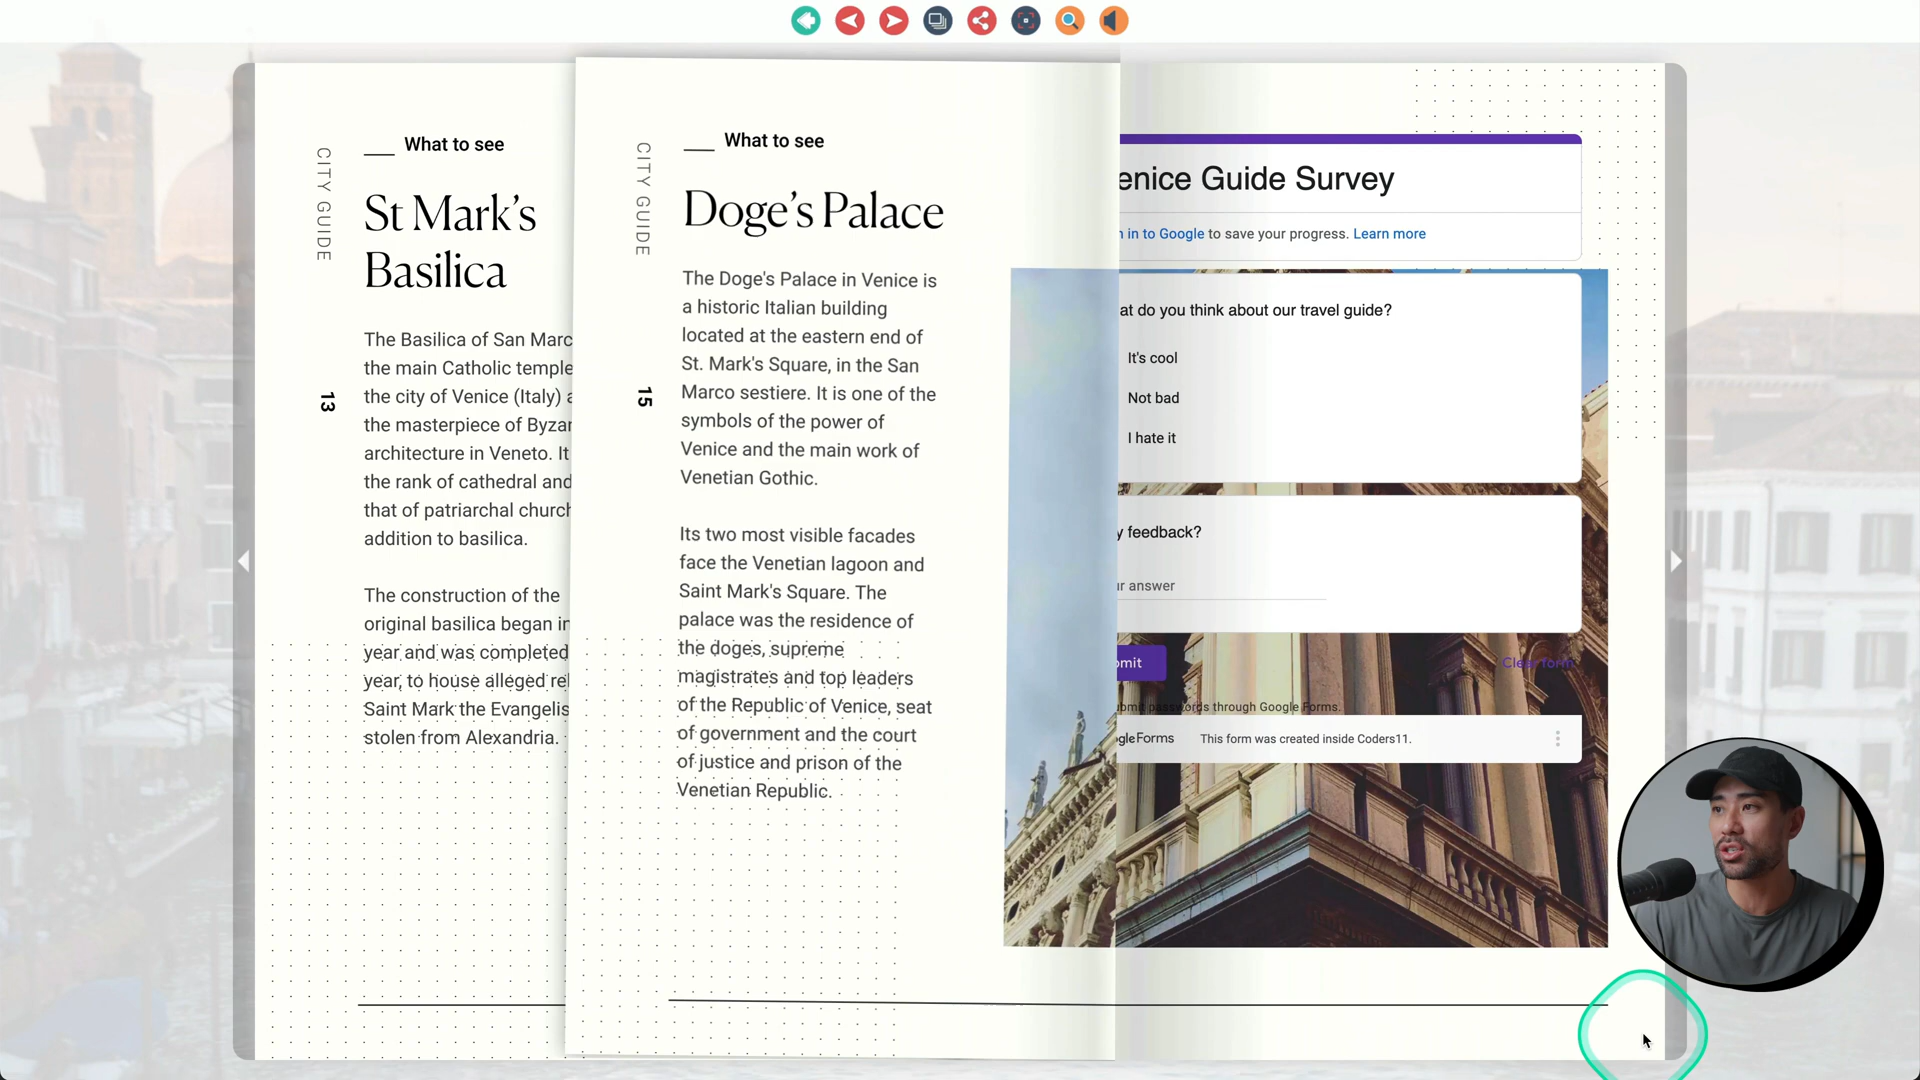 CITY GUIDE
13
What to see
St Mark's
Basilica
The Basilica of San Marc
the main Catholic temple
the city of Venice (Italy) a
the masterpiece of Byzan
architecture in Veneto. It
the rank of cathedral and
that of patriarchal church
addition to basilica.
The construction of the
original basilica began in
year and was completed
year, to house alleged rel
Saint Mark the Evangelis
stolen from Alexandria.
CITY GUIDE
15
What to see
Doge's Palace
The Doge's Palace in Venice is
a historic Italian building
located at the eastern end of
St. Mark's Square, in the San
Marco sestiere. It is one of the
symbols of the power of
Venice and the main work of
Venetian Gothic.
Its two most visible facades
face the Venetian lagoon and
Saint Mark's Square. The
palace was the residence of
the doges, supreme
magistrates and top leaders
of the Republic of Venice, seat
of government and the court
of justice and prison of the
Venetian Republic.
enice Guide Survey
n in to Google to save your progress. Learn more
at do you think about our travel guide?
It's cool
Not bad
I hate it
y feedback?
ur answer
bmit
Clear form
ubmit passwords through Google Forms.
gle Forms This form was created inside Coders11.